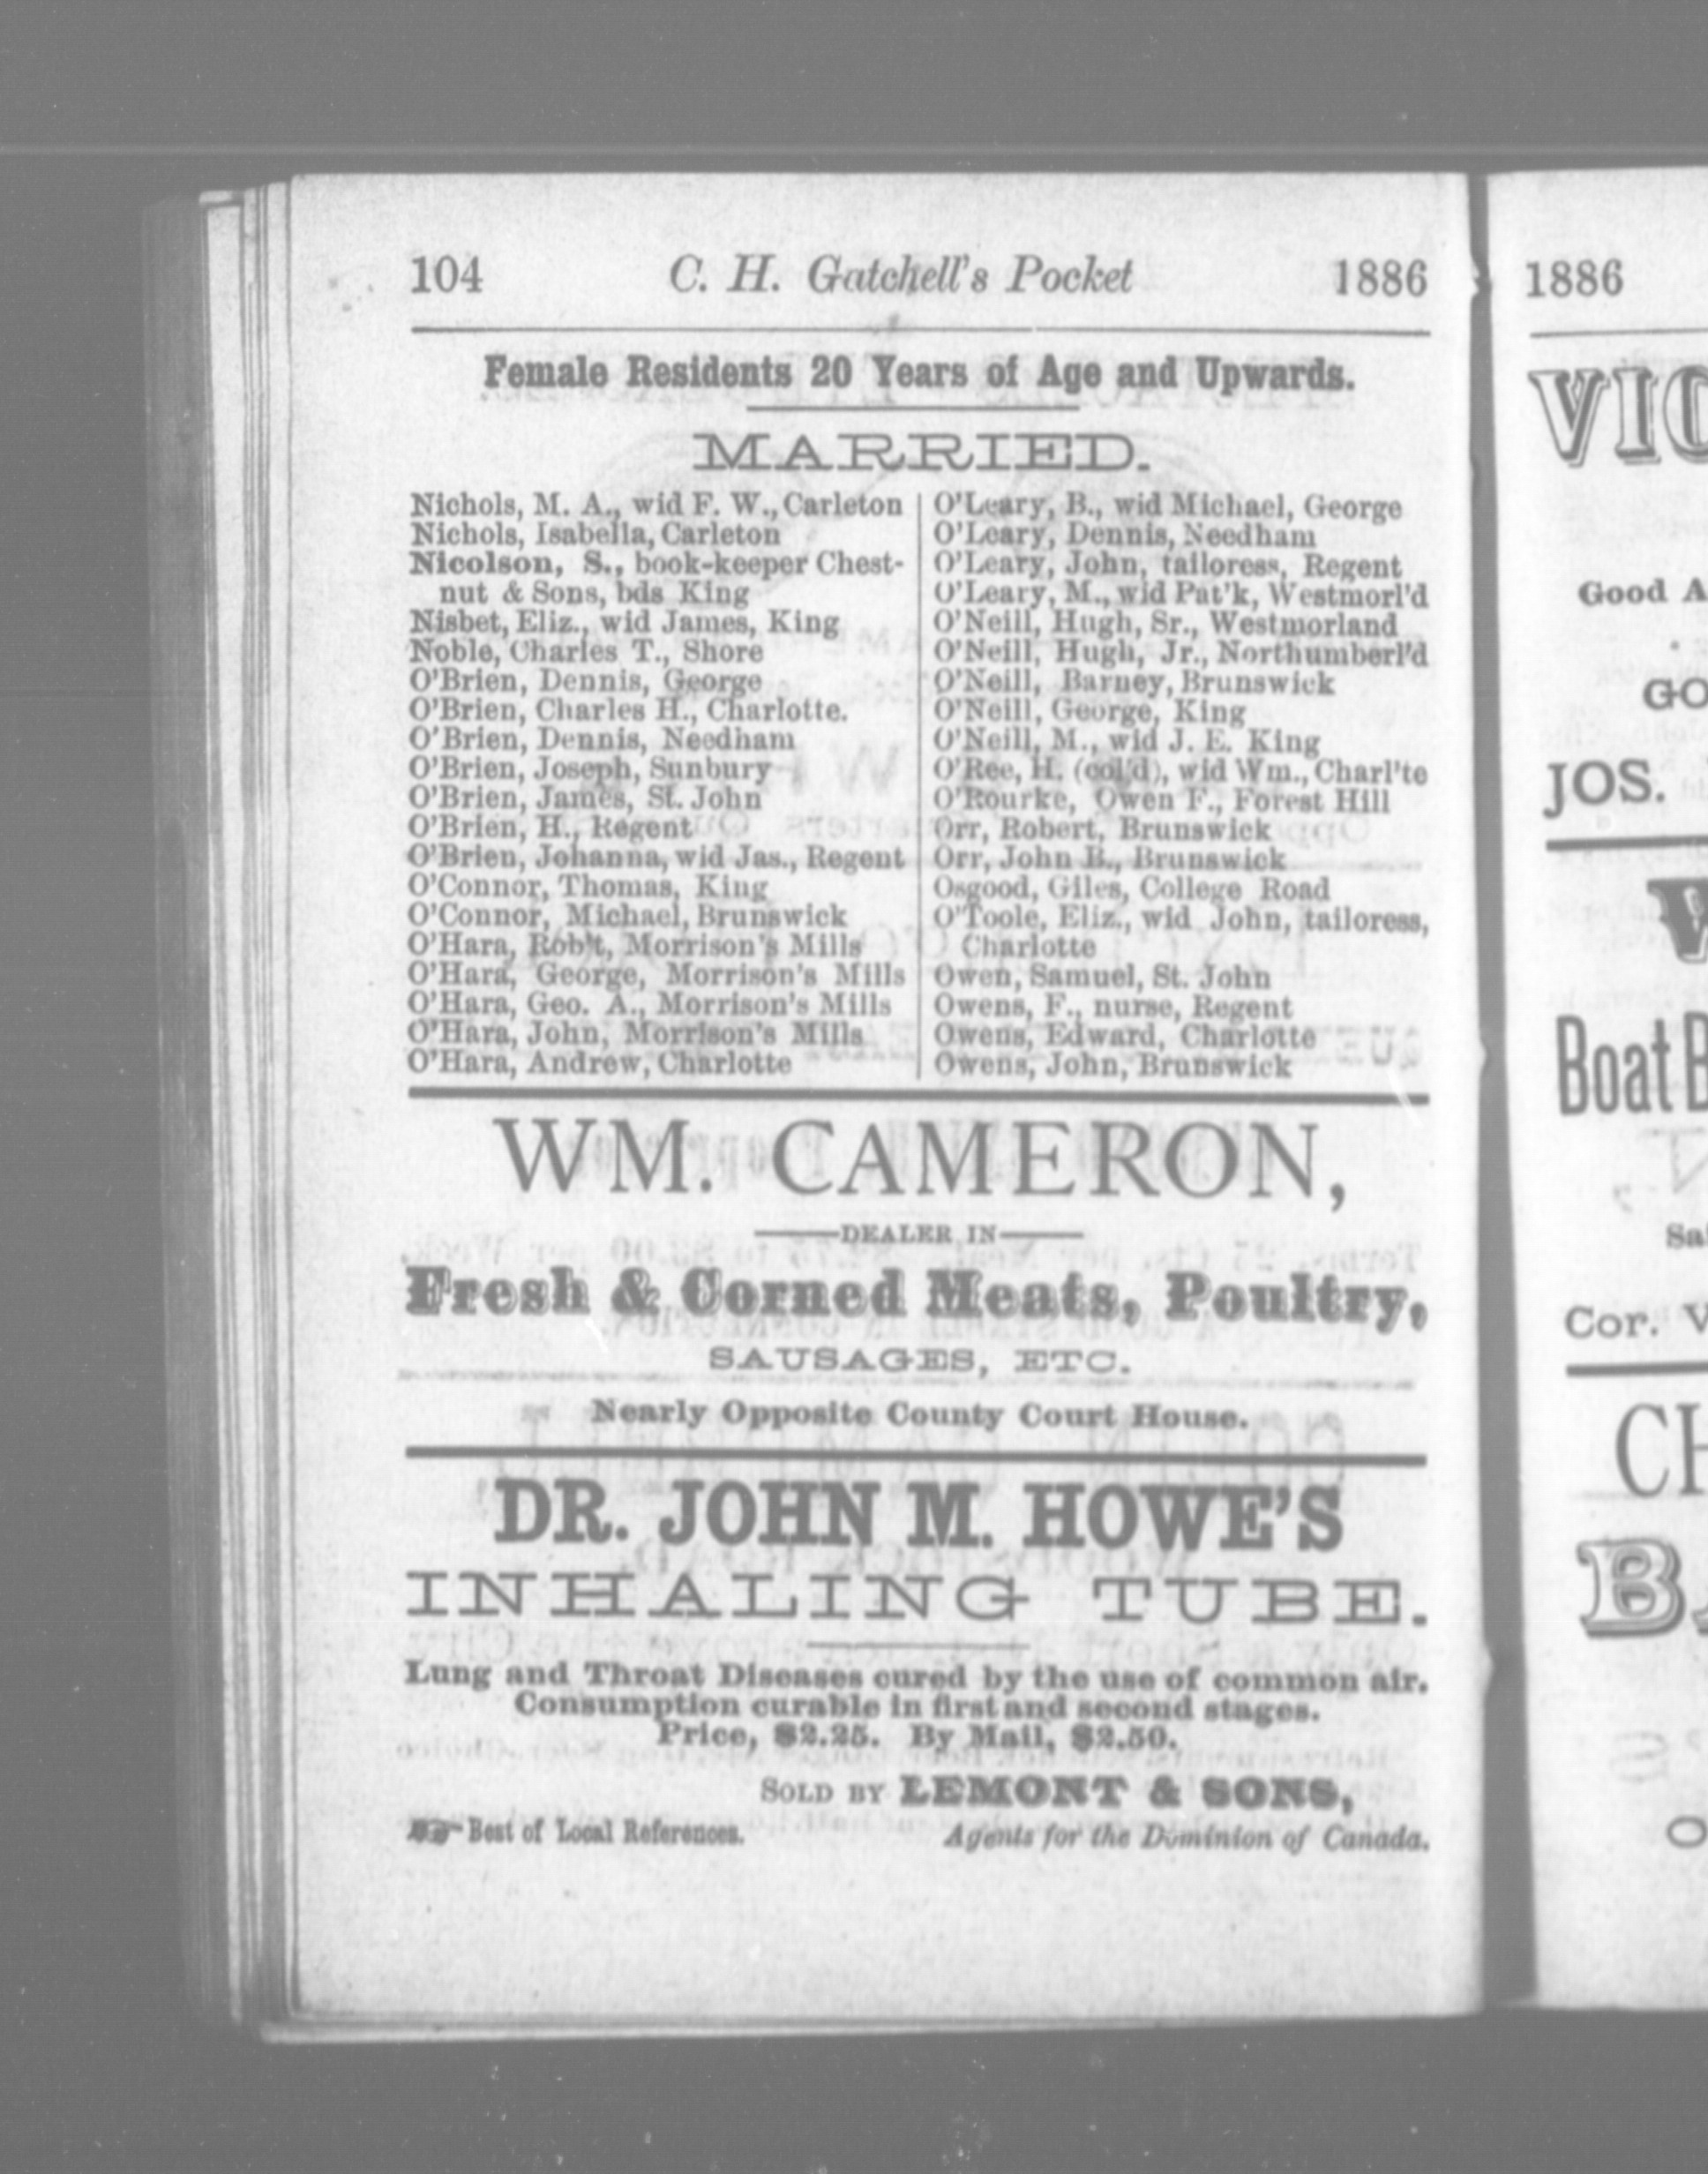 104 C. H. Gatchell's Pocket 1886
Female Residents 20 Years of Age and Upwards.
MARRIED.
Nichols, M. A., wid F. W., Carleton
Nichols, Isabella, Carleton
Nicolson, S., book-keeper Chest-
nut & Sons, bds King
Nisbet, Eliz., wid James, King
Noble, Charles T., Shore
O'Brien, Dennis, George
O'Brien, Charles H., Charlotte.
O'Brien, Dennis, Needham
O'Brien, Joseph, Sunbury
O'Brien, James, St. John
O'Brien, H., Regent
O'Brien, Johanna, wid Jas., Regent
O'Connor, Thomas, King
O'Connor, Michael, Brunswick
O'Hara, Rob't, Morrison's Mills
O'Hara, George, Morrison's Mills
O'Hara, Geo. A., Morrison's Mills
O'Hara, John, Morrison's Mills
O'Hara, Andrew, Charlotte
O'Leary, B., wid Michael, George
O'Leary, Dennis, Needham
O'Leary, John, tailoress, Regent
O'Leary, M., wid Pat'k, Westmorl'd
O'Neill, Hugh, Sr., Westmorland
O'Neill, Hugh, Jr., Northumberl'd
O'Neill, Barney, Brunswick
O'Neill, George, King
O'Neill, M., wid J. E. King
O'Ree, H. (col'd), wid Wm., Charl'te
O'Rourke, Owen F., Forest Hill
Orr, Robert, Brunswick
Orr, John B., Brunswick
Osgood, Giles, College Road
O'Toole, Eliz., wid John, tailoress,
Charlotte
Owen, Samuel, St. John
Owens, F., nurse, Regent
Owens, Edward, Charlotte
Owens, John, Brunswick
WM. CAMERON,
DEALER IN
Fresh & Corned Meats, Poultry,
SAUSAGES, ETC.
Nearly Opposite County Court House.
DR. JOHN M. HOWE'S
INHALING TUBE.
Lung and Throat Diseases cured by the use of common air.
Consumption curable in first and second stages.
Price, $2.25. By Mail, $2.50.
SOLD BY LEMONT & SONS,
Best of Local References. Agents for the Dominion of Canada.
1886
VIC
Good A
GO
JOS.
W
Boat B
Sa
Cor. V
CH
BA
O